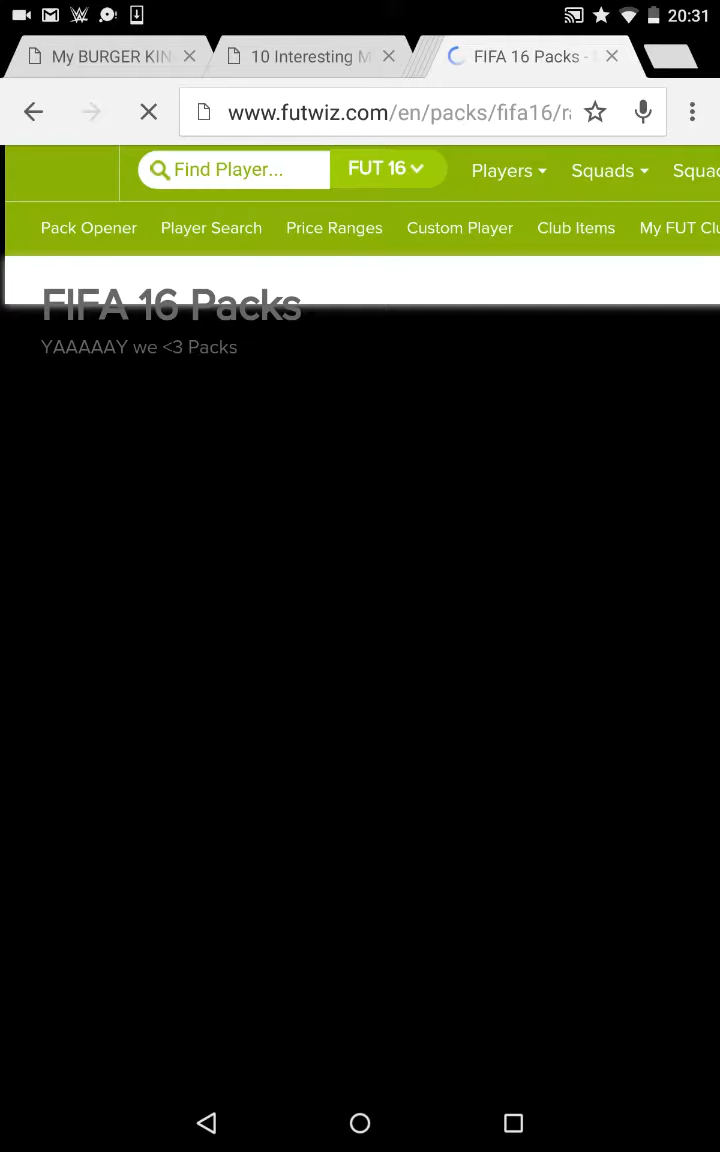 20:31
My BURGER KIN
10 Interesting M
FIFA 16 Packs -
www.futwiz.com/en/packs/fifa16/ra
Find Player...
FUT 16
Players
Squads
Squad
Pack Opener
Player Search
Price Ranges
Custom Player
Club Items
My FUT Clu
FIFA 16 Packs
YAAAAAY we <3 Packs